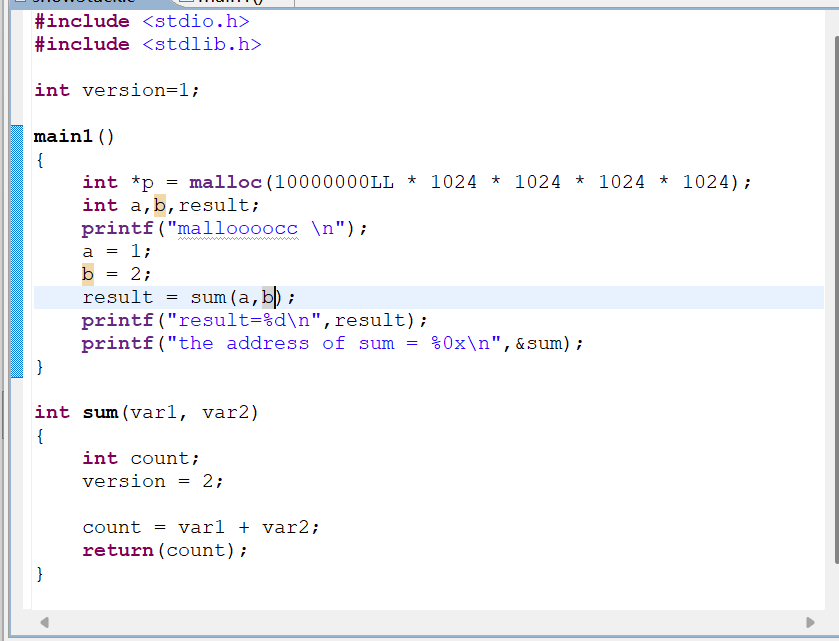 #include <stdio.h>
#include <stdlib.h>
int version=1;
main1()
{
int *p = malloc(10000000LL * 1024 * 1024 * 1024 * 1024);
int a,b,result;
printf("malloooocc \n");
a = 1;
b = 2;
result = sum(a,b);
printf("result=%d\n",result);
printf("the address of sum = %0x\n",&sum);
}
int sum(var1, var2)
{
int count;
version = 2;
count = var1 + var2;
return(count);
}